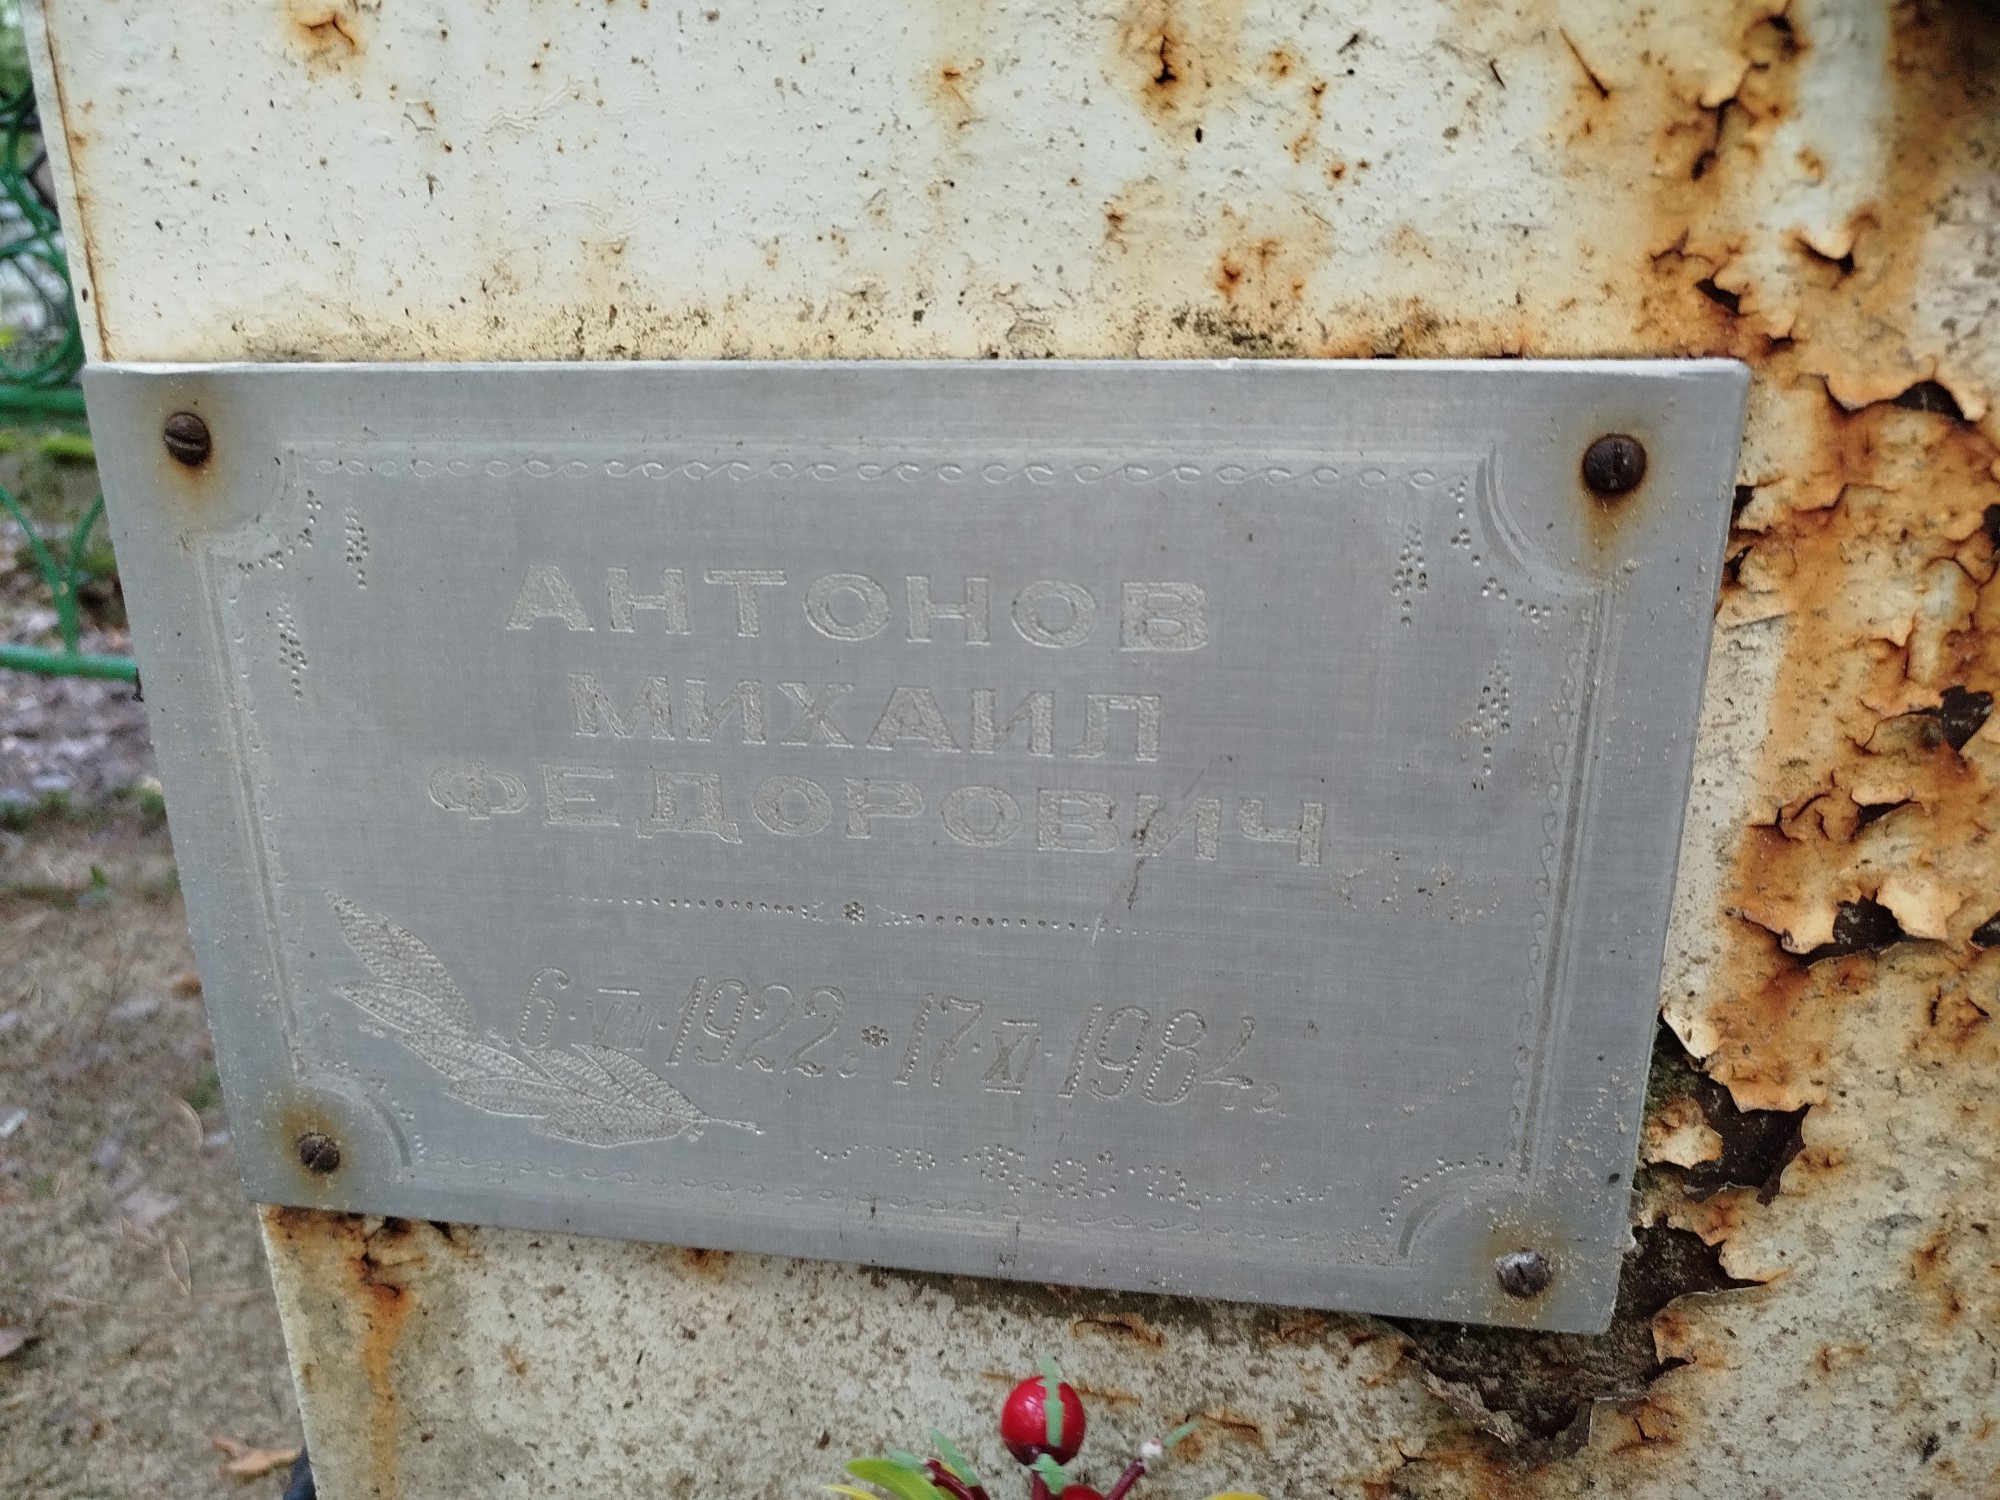 АНТОНОВ
МИХАИЛ
ФЕДОРОВИЧ
6·VIII·1922г*17·XI·1984г.